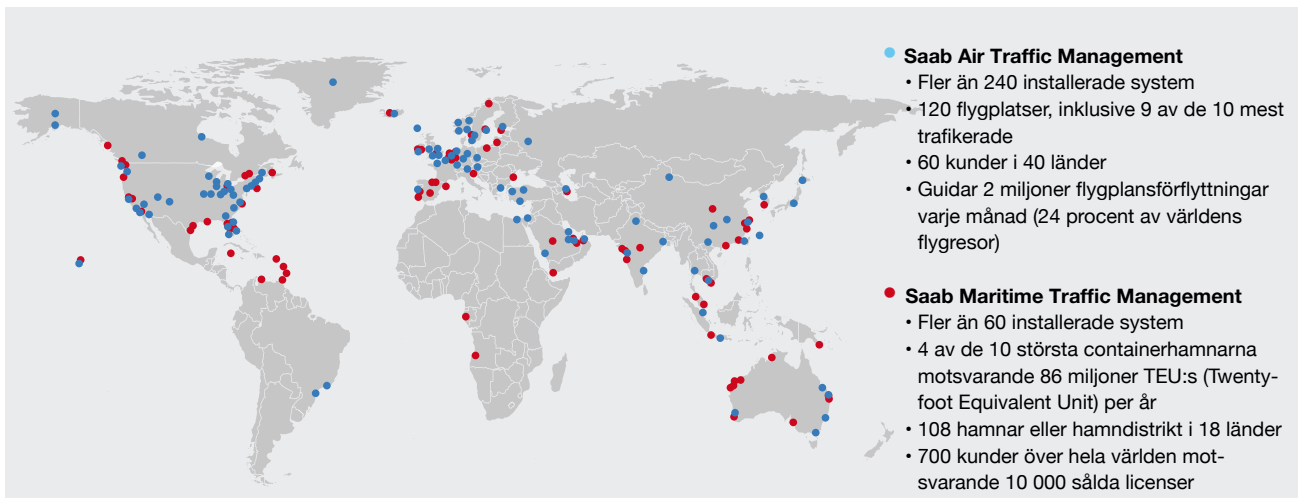 Saab Air Traffic Management
• Fler än 240 installerade system
• 120 flygplatser, inklusive 9 av de 10 mest
trafikerade
• 60 kunder i 40 länder
• Guidar 2 miljoner flygplansförflyttningar
varje månad (24 procent av världens
flygresor)
Saab Maritime Traffic Management
• Fler än 60 installerade system
• 4 av de 10 största containerhamnarna
motsvarande 86 miljoner TEU:s (Twenty-
foot Equivalent Unit) per år
• 108 hamnar eller hamndistrikt i 18 länder
• 700 kunder över hela världen mot-
svarande 10 000 sålda licenser